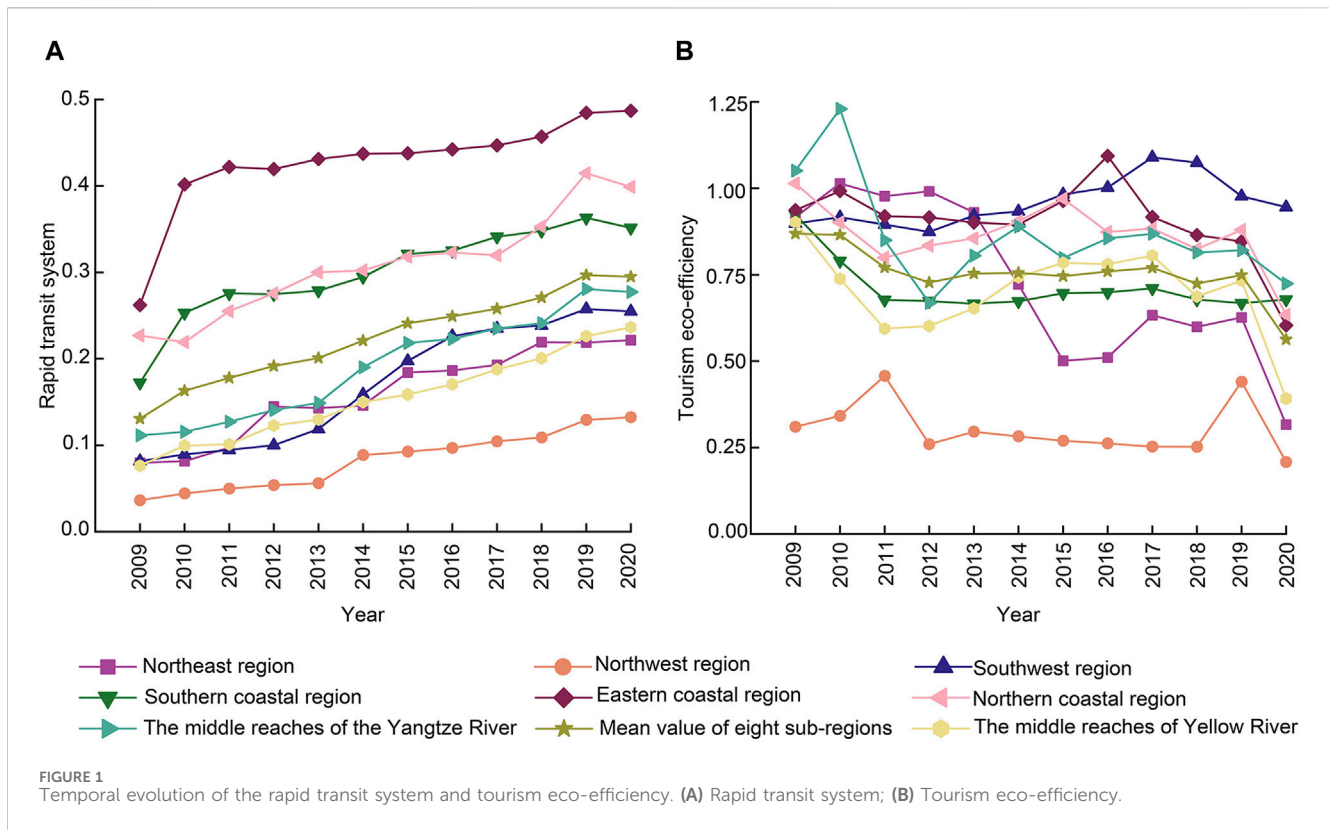 A
B
0.5
0.4
0.3
0.2
0.1
0.0
Rapid transit system
2009 2010 2011 2012 2013 2014 2015 2016 2017 2018 2019 2020
Year
1.25
1.00
0.75
0.50
0.25
0.00
Tourism eco-efficiency
2009 2010 2011 2012 2013 2014 2015 2016 2017 2018 2019 2020
Year
Northeast region
Northwest region
Southwest region
Southern coastal region
Eastern coastal region
Northern coastal region
The middle reaches of the Yangtze River
Mean value of eight sub-regions
The middle reaches of Yellow River
FIGURE 1
Temporal evolution of the rapid transit system and tourism eco-efficiency. (A) Rapid transit system; (B) Tourism eco-efficiency.